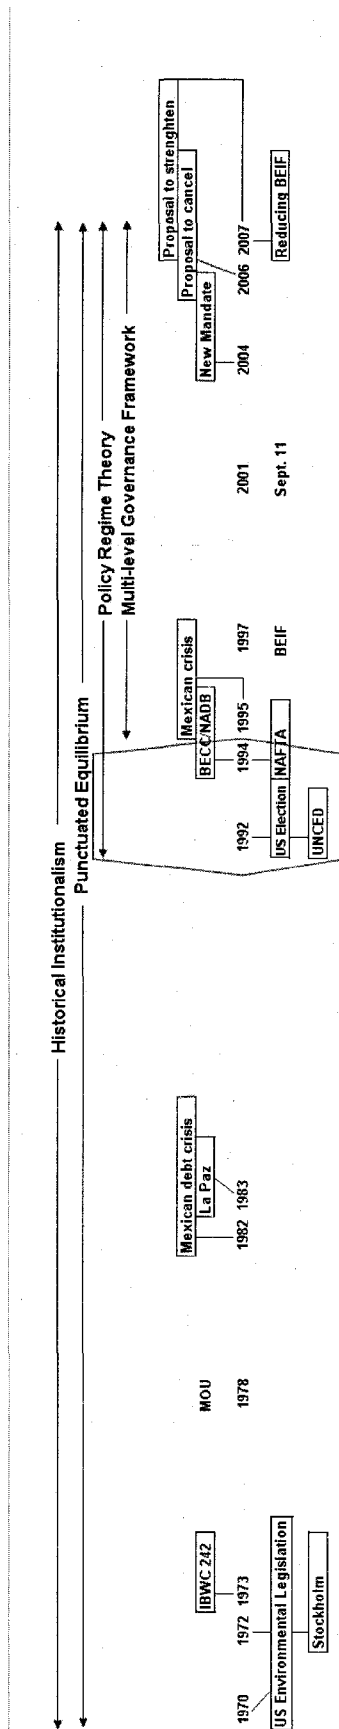 Historical Institutionalism
Punctuated Equilibrium
Policy Regime Theory
Multi-level Governance Framework
Proposal to strenghten
Mexican debt crisis
Mexican crisis
Proposal to cancel
IBWC 242
MOU
La Paz
BECC/NADB
New Mandate
1970
1972
1973
1978
1982
1983
1992
1994
1995
1997
2001
2004
2006
2007
US Environmental Legislation
US Election
NAFTA
BEIF
Sept. 11
Reducing BEIF
Stockholm
UNCED